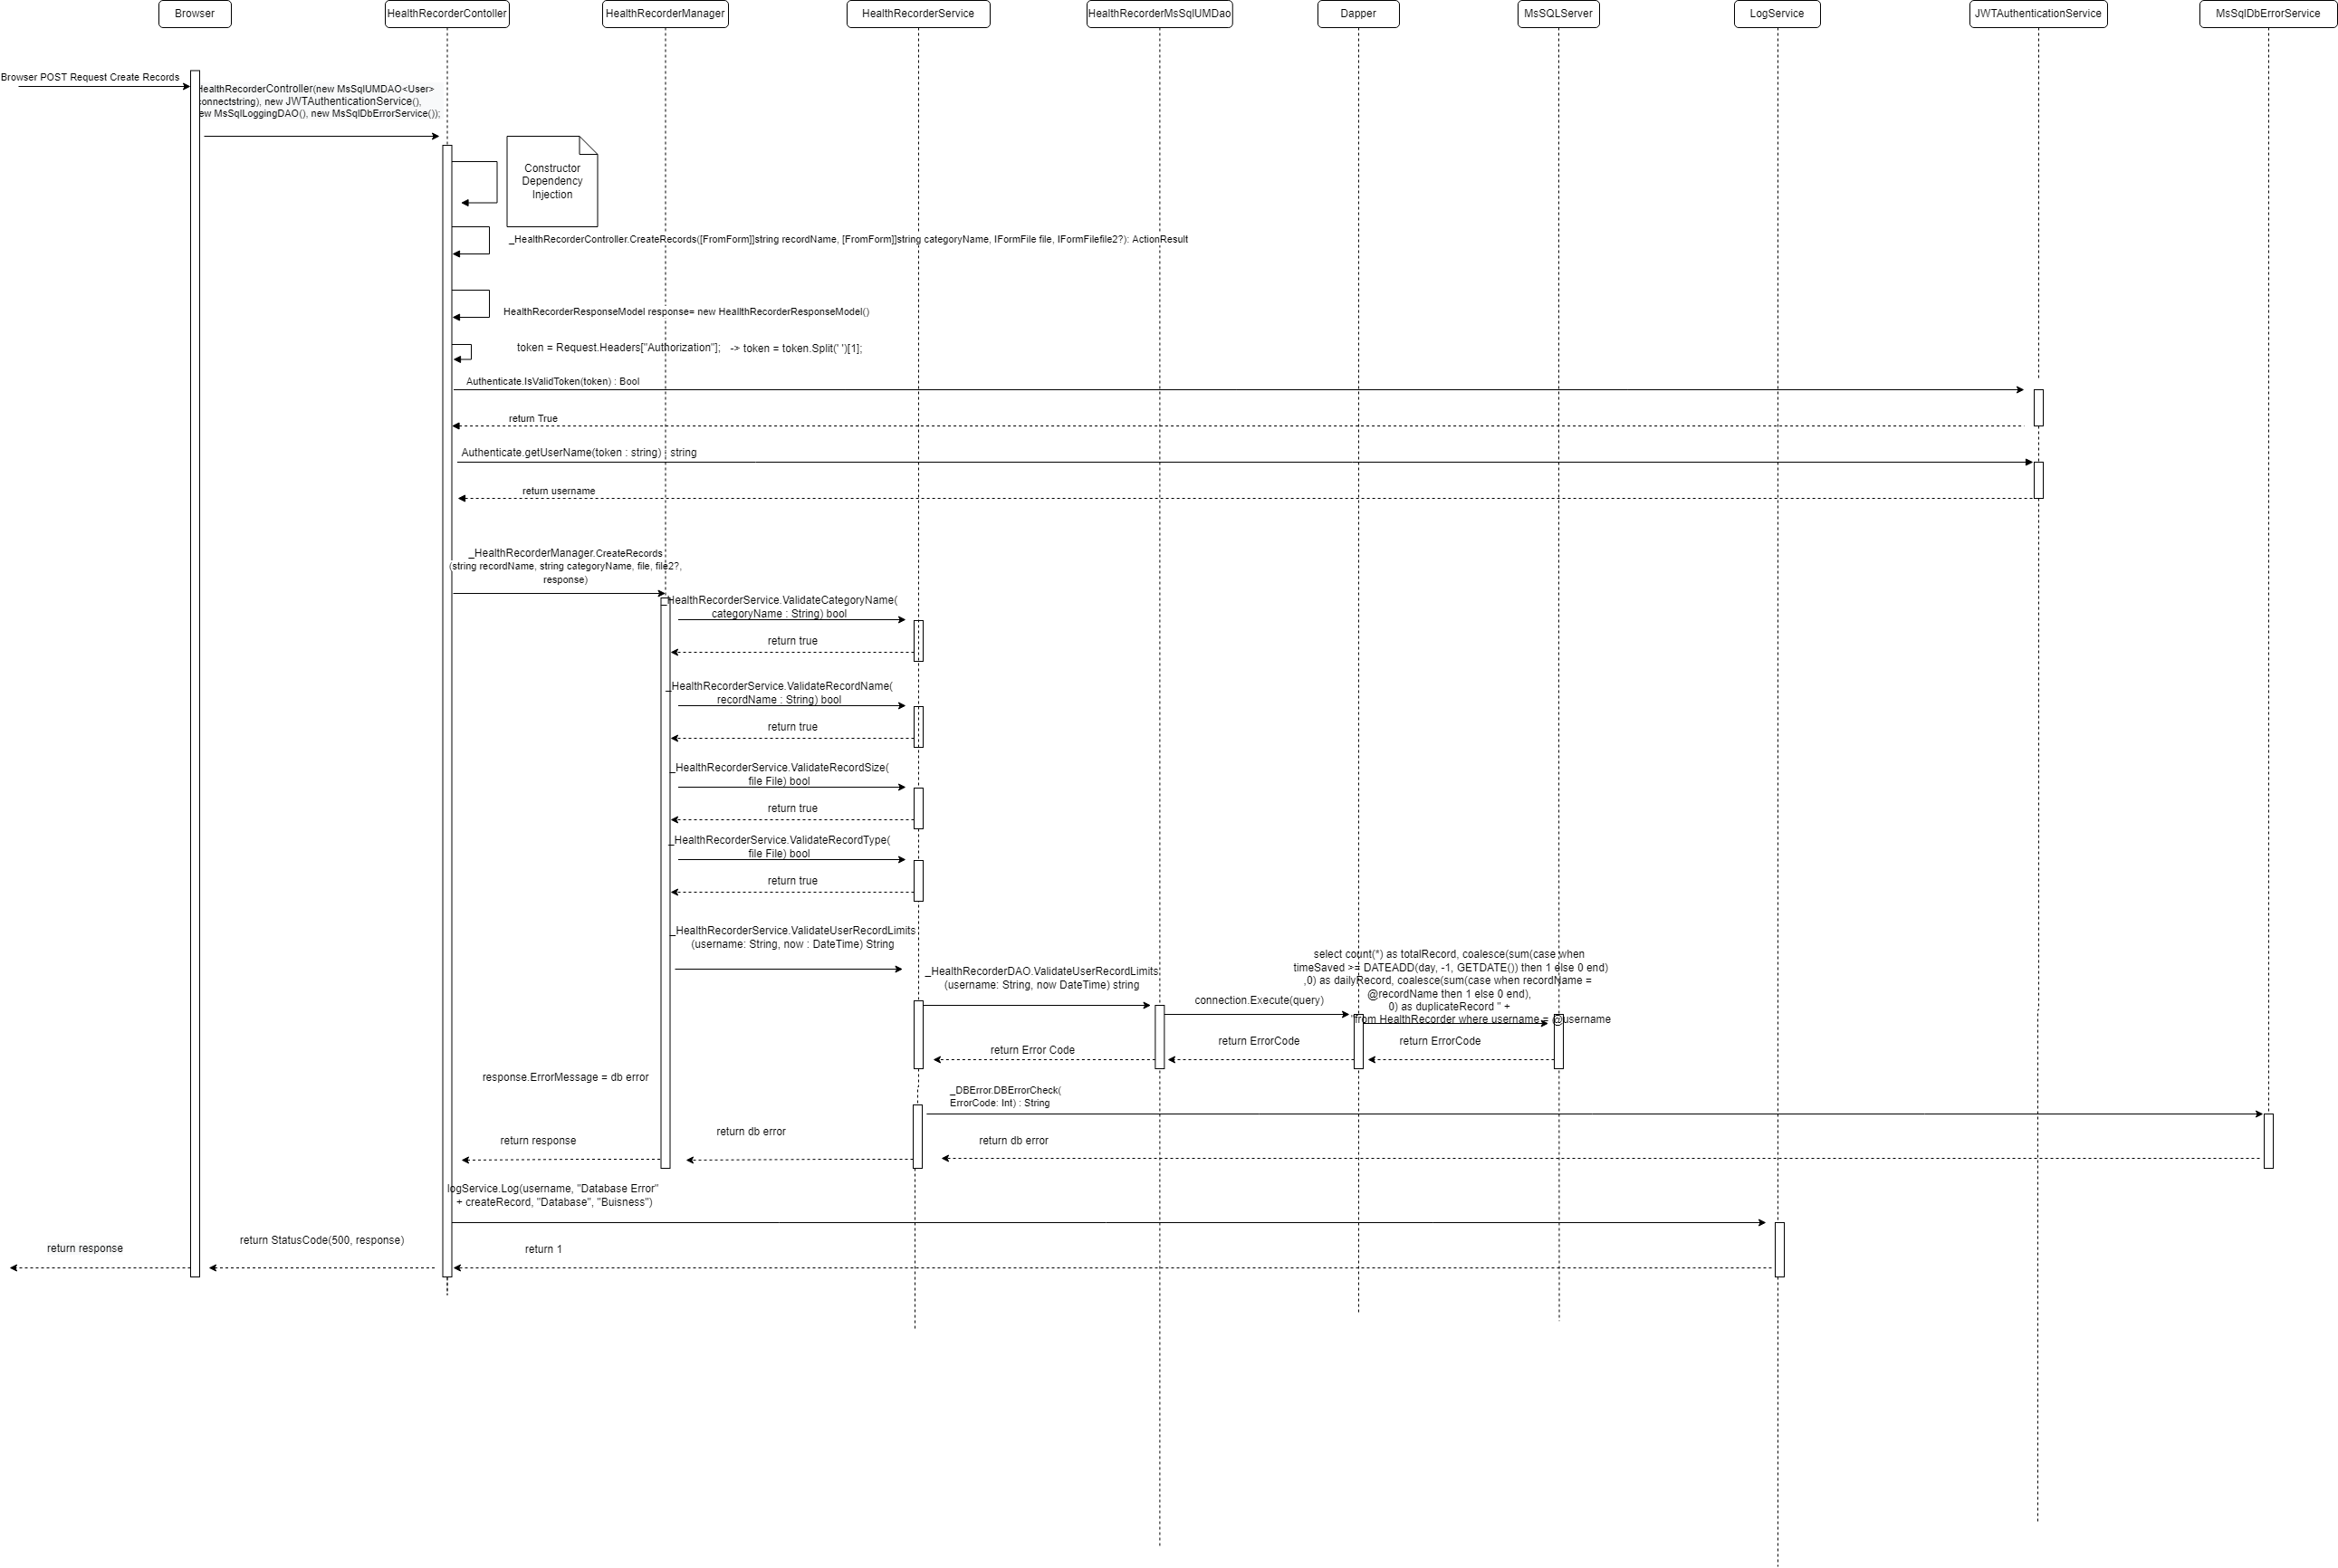 Browser
HealthRecorderContoller
HealthRecorderManager
HealthRecorderService
HealthRecorderMsSqlUMDao
Dapper
MsSQLServer
LogService
JWTAuthenticationService
MsSqlDbErrorService
Browser POST Request Create Records
HealthRecorderController(new MsSqlUMDAO<User>
connectstring), new JWTAuthenticationService(),
ew MsSqlLoggingDAO(), new MsSqlDbErrorService());
Constructor
Dependency
Injection
_HealthRecorderController.CreateRecords([FromForm]]string recordName, [FromForm]]string categoryName, IFormFile file, IFormFilefile2?): ActionResult
HealthRecorderResponseModel response= new HeallthRecorderResponseModel()
token = Request.Headers["Authorization"];   -> token = token.Split(' ')[1];
Authenticate.IsValidToken(token) : Bool
return True
Authenticate.getUserName(token : string) : string
return username
_HealthRecorderManager.CreateRecords
(string recordName, string categoryName, file, file2?,
response)
_HealthRecorderService.ValidateCategoryName(
categoryName : String) bool
return true
_HealthRecorderService.ValidateRecordName(
recordName : String) bool
return true
_HealthRecorderService.ValidateRecordSize(
file File) bool
return true
_HealthRecorderService.ValidateRecordType(
file File) bool
return true
_HealthRecorderService.ValidateUserRecordLimits
(username: String, now : DateTime) String
_HealthRecorderDAO.ValidateUserRecordLimits
(username: String, now DateTime) string
connection.Execute(query)
select count(*) as totalRecord, coalesce(sum(case when
timeSaved >= DATEADD(day, -1, GETDATE()) then 1 else 0 end)
,0) as dailyRecord, coalesce(sum(case when recordName =
@recordName then 1 else 0 end),
0) as duplicateRecord " +
"from HealthRecorder where username = @username
return ErrorCode
return ErrorCode
return Error Code
response.ErrorMessage = db error
_DBError.DBErrorCheck(
ErrorCode: Int) : String
return db error
return db error
return response
logService.Log(username, "Database Error"
+ createRecord, "Database", "Buisness")
return StatusCode(500, response)
return response
return 1